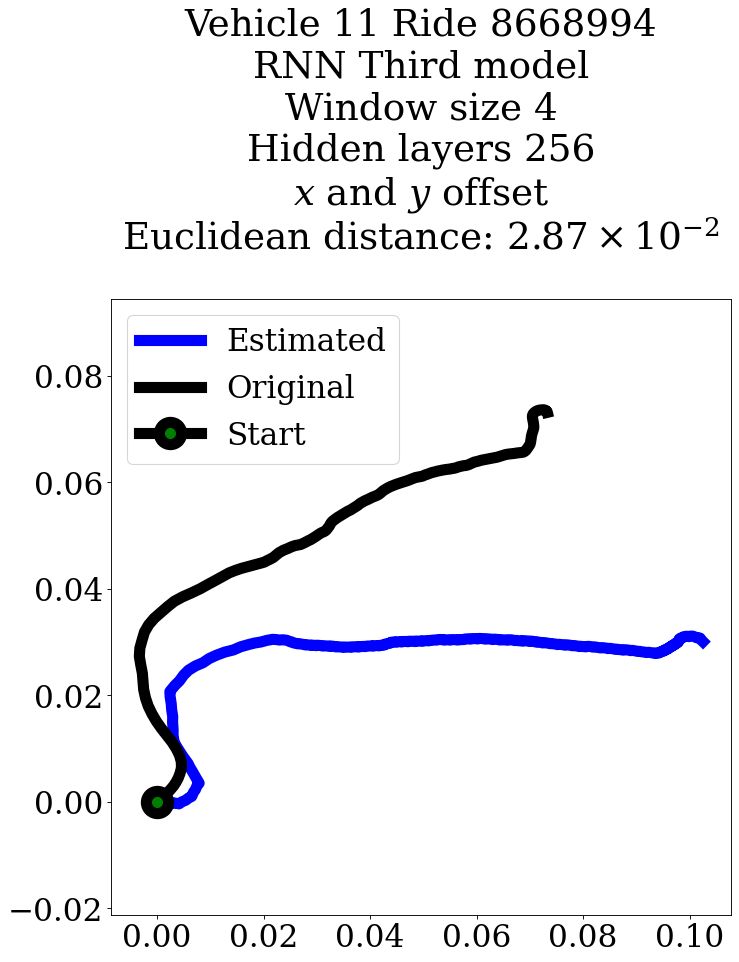 Vehicle 11 Ride 8668994
RNN Third model
Window size 4
Hidden layers 256
x and y offset
Euclidean distance: 2.87 × 10⁻²
Estimated
Original
Start
0.08
0.06
0.04
0.02
0.00
−0.02
0.00 0.02 0.04 0.06 0.08 0.10